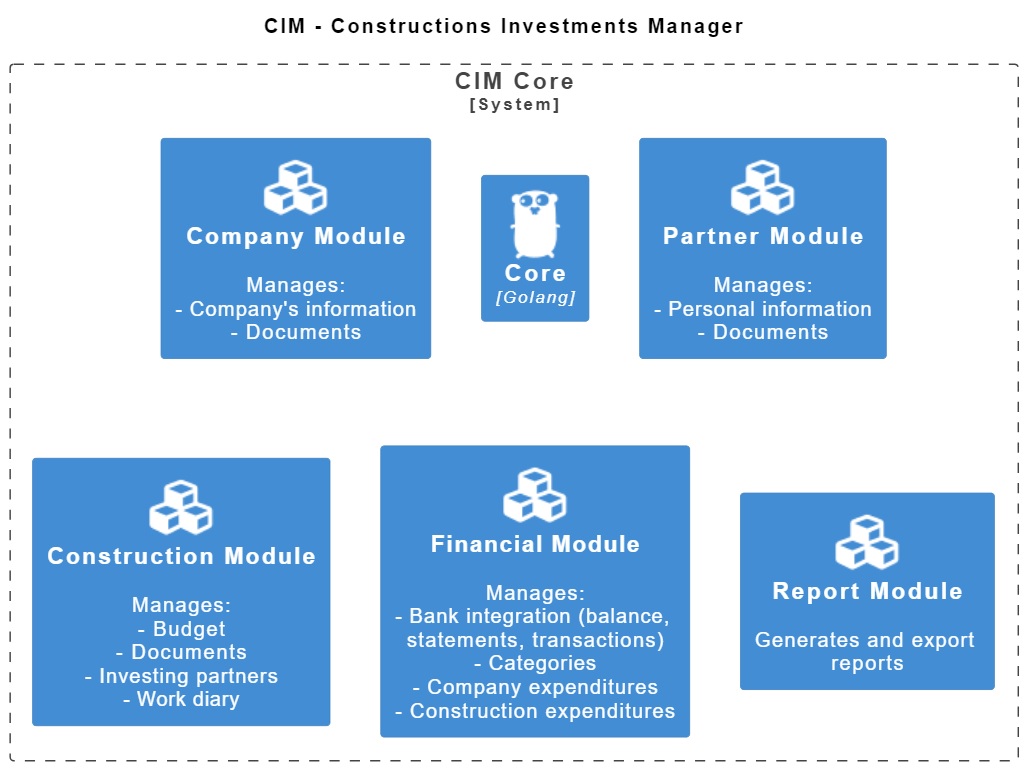 CIM - Constructions Investments Manager
CIM Core
[System]
Company Module
Manages:
- Company's information
- Documents
Core
[Golang]
Partner Module
Manages:
- Personal information
- Documents
Construction Module
Manages:
- Budget
- Documents
- Investing partners
- Work diary
Financial Module
Manages:
- Bank integration (balance,
statements, transactions)
- Categories
- Company expenditures
- Construction expenditures
Report Module
Generates and export
reports